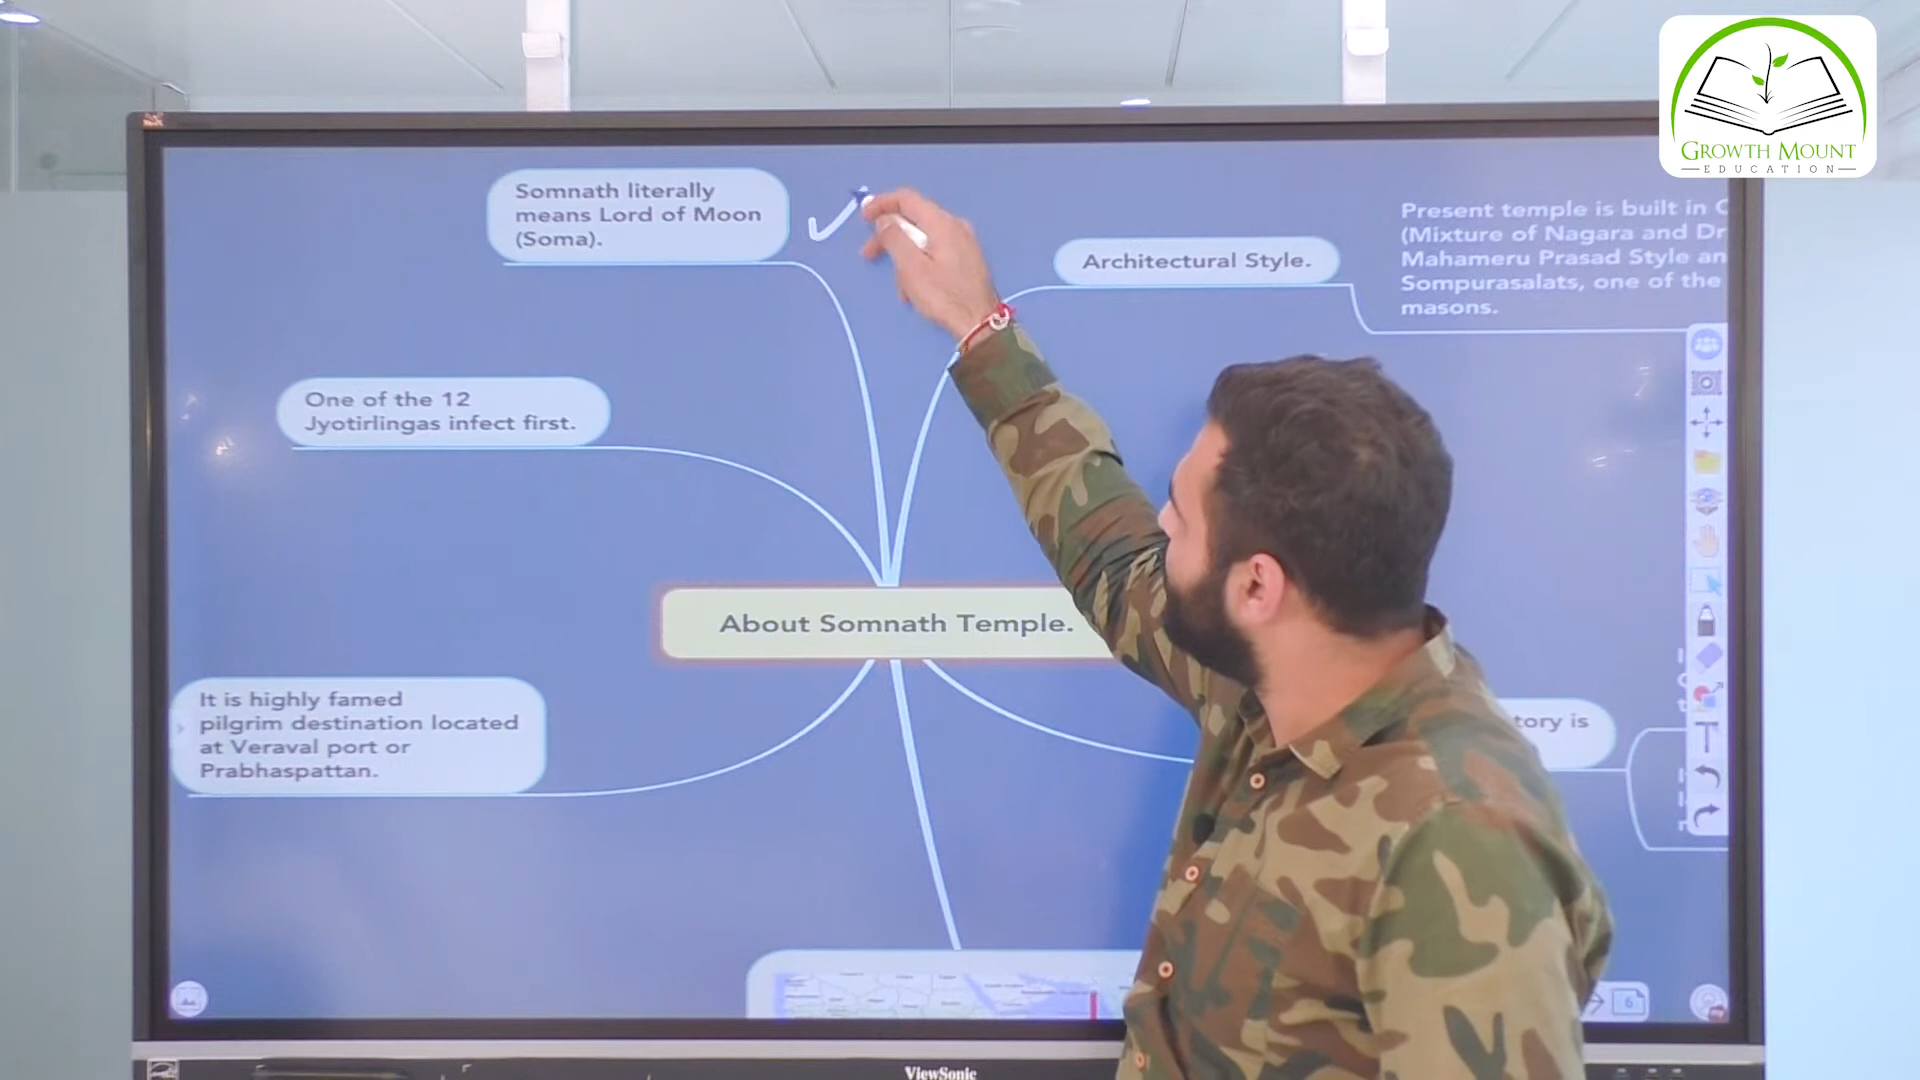 GROWTH MOUNT
EDUCATION
Somnath literally
means Lord of Moon
(Soma).
Architectural Style.
Present temple is built in
(Mixture of Nagara and
Mahameru Prasad Style
Sompurasalats, one of the
masons.
One of the 12
Jyotirlingas infect first.
About Somnath Temple.
It is highly famed
pilgrim destination located
at Veraval port or
Prabhaspattan.
is
T
6
ViewSonic